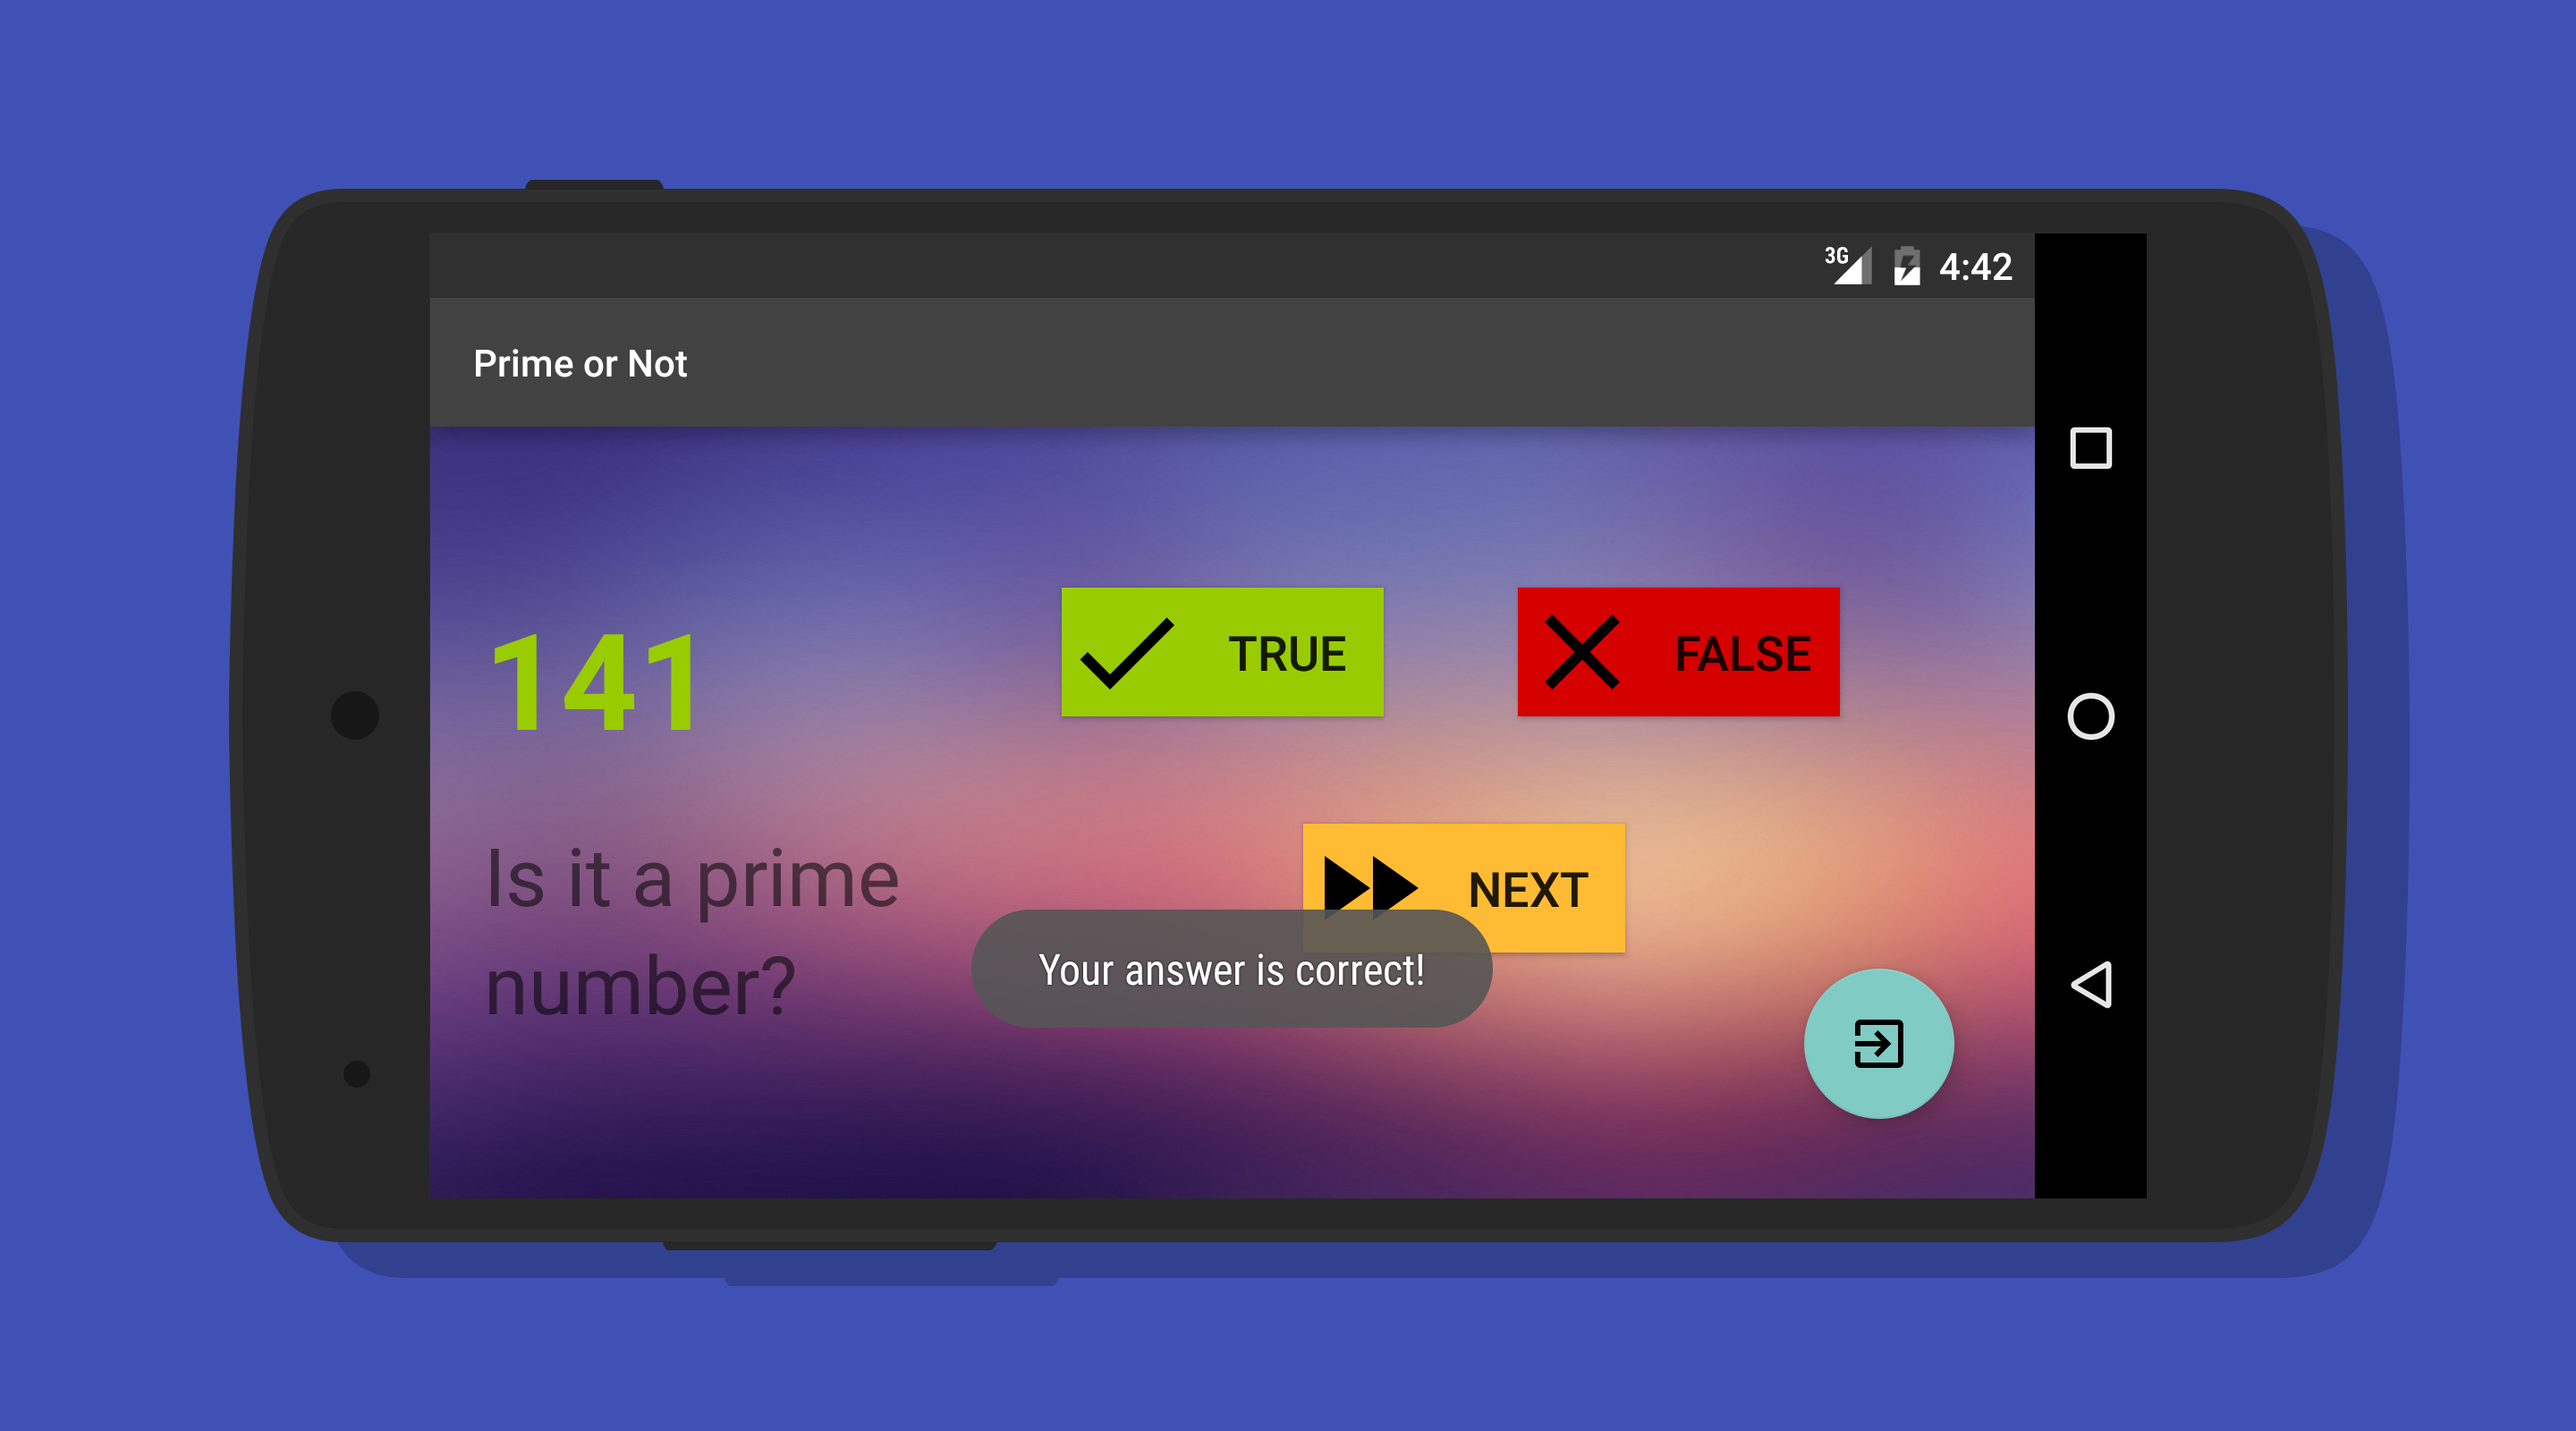 3G 4:42
Prime or Not
141
TRUE
FALSE
Is it a prime
number?
NEXT
Your answer is correct!